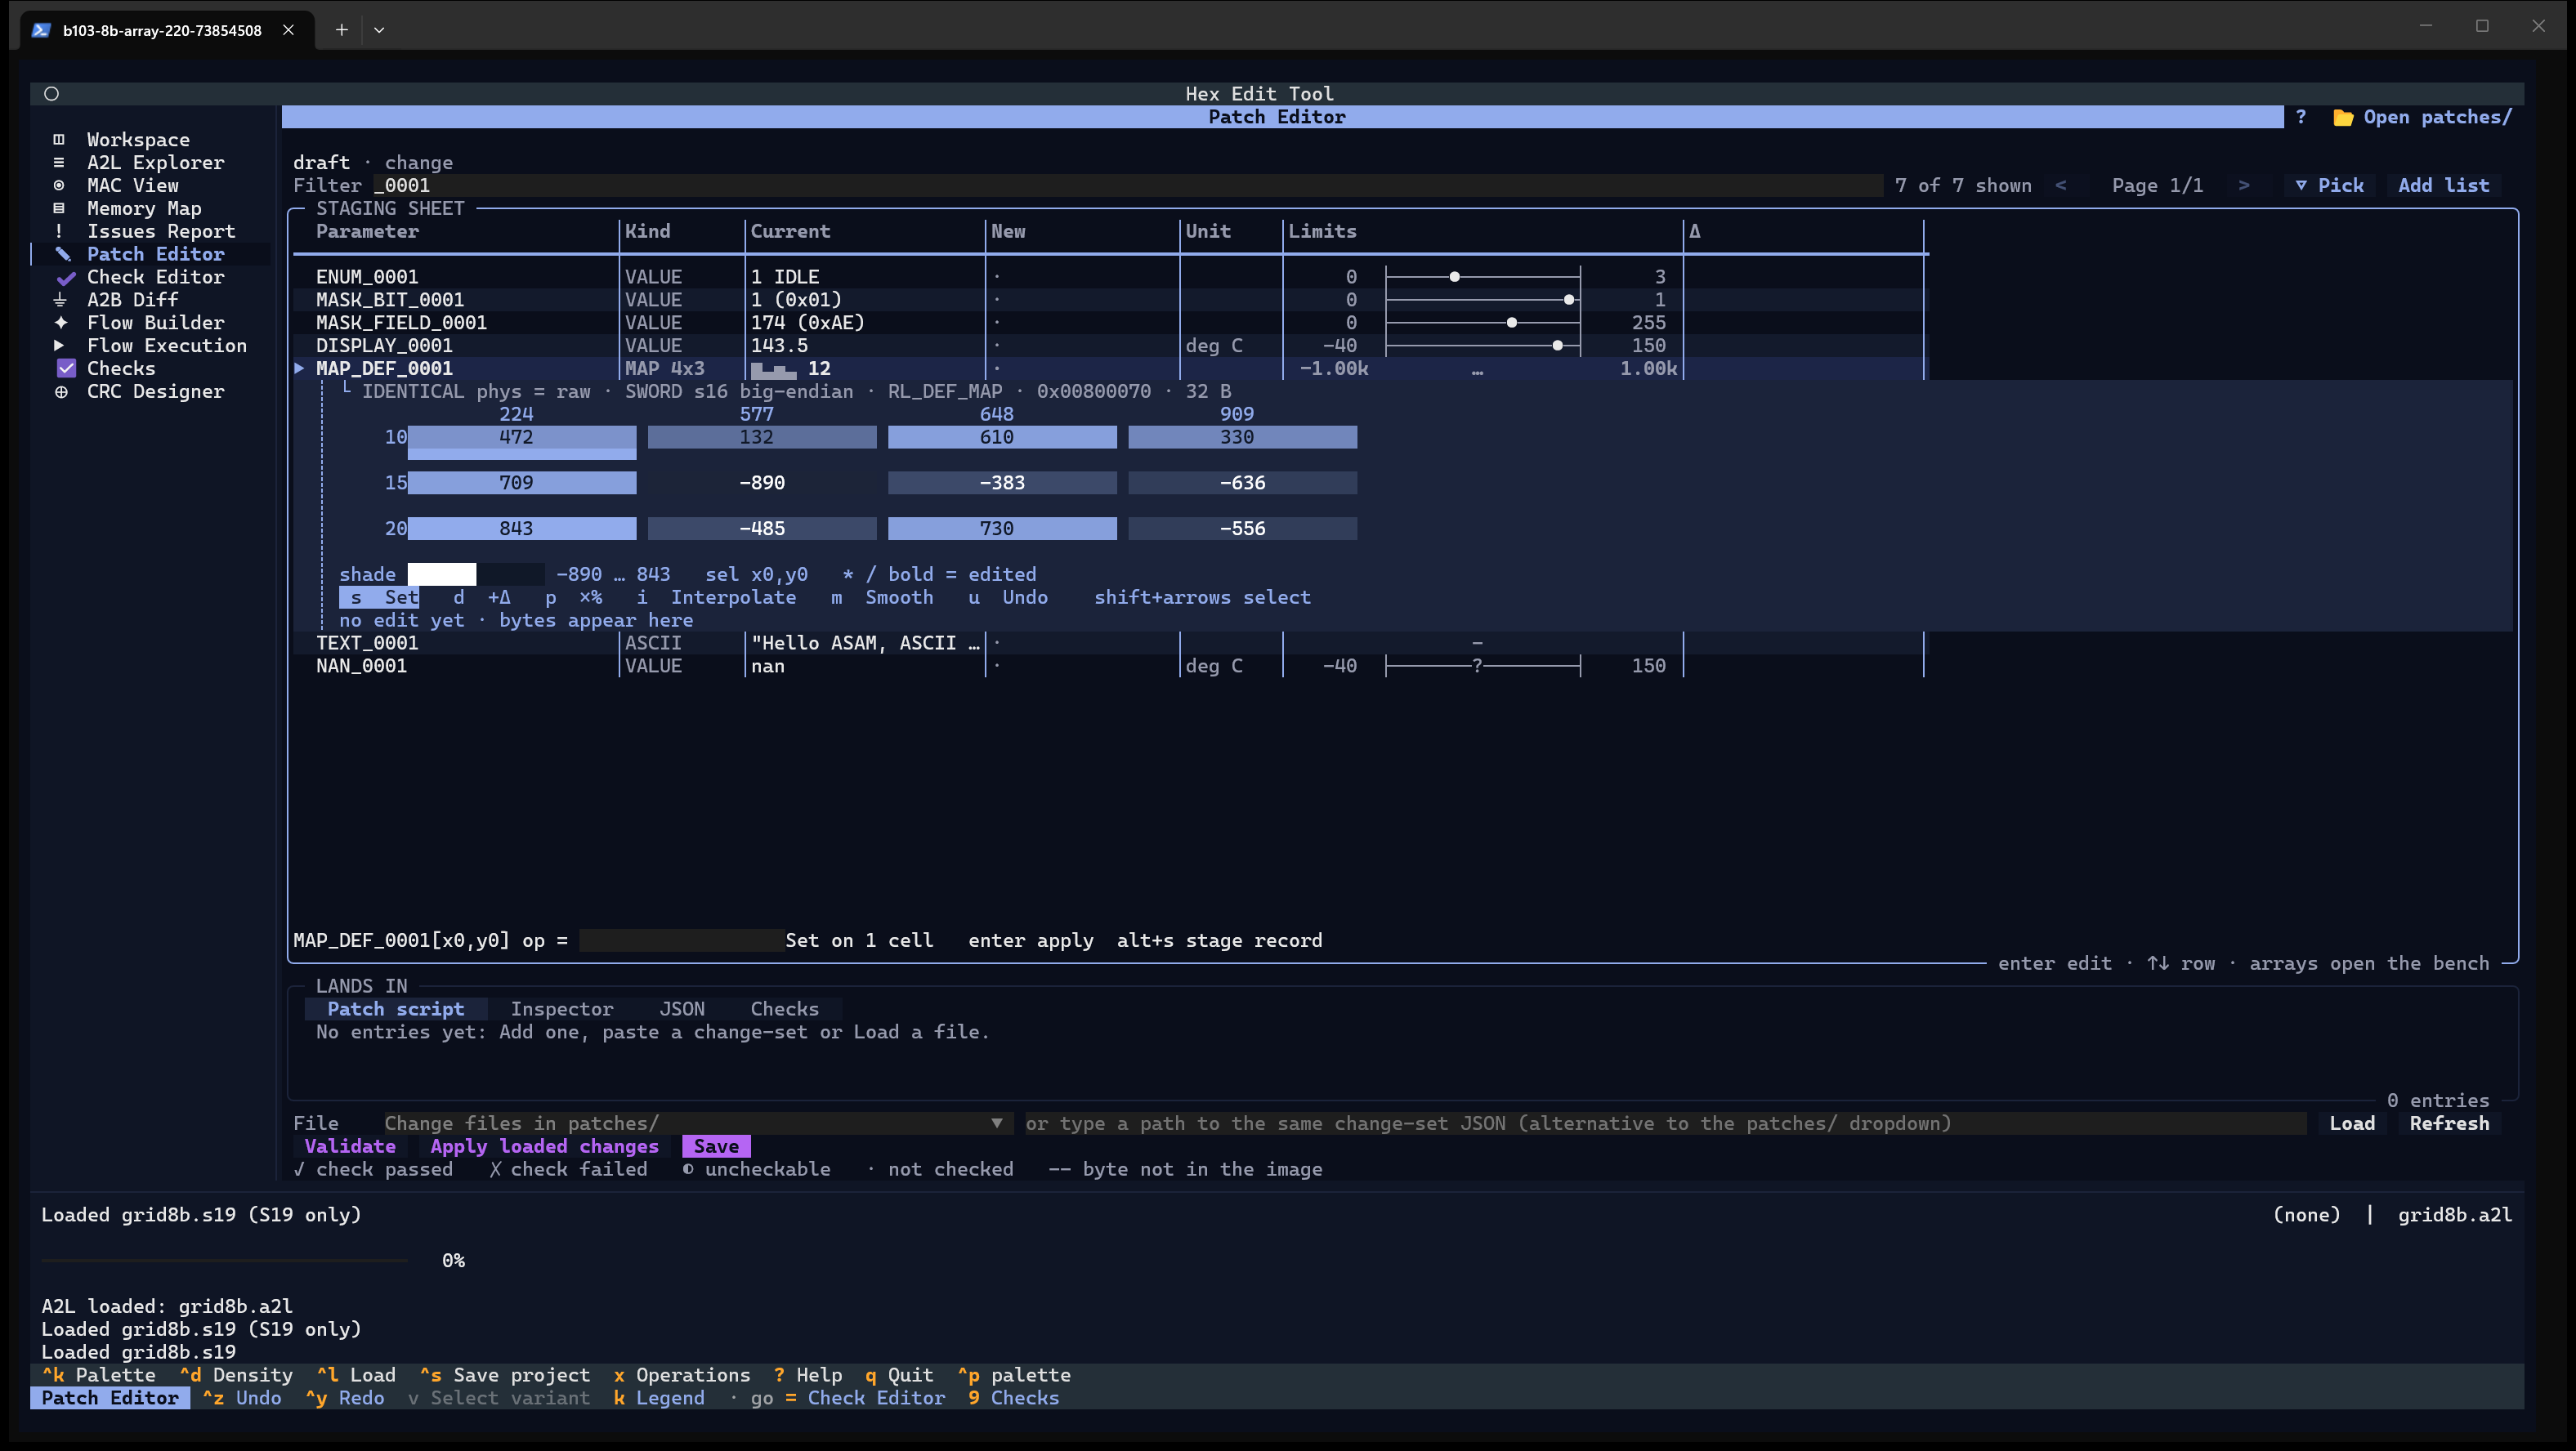 b103-8b-array-220-73854508
Hex Edit Tool
Patch Editor ? Open patches/
Workspace
A2L Explorer
MAC View
Memory Map
! Issues Report
Patch Editor
Check Editor
A2B Diff
Flow Builder
Flow Execution
Checks
CRC Designer
draft · change
Filter _0001 7 of 7 shown < Page 1/1 > ▽ Pick Add list
STAGING SHEET
Parameter Kind Current New Unit Limits Δ
ENUM_0001 VALUE 1 IDLE · 0 3
MASK_BIT_0001 VALUE 1 (0x01) · 0 1
MASK_FIELD_0001 VALUE 174 (0xAE) · 0 255
DISPLAY_0001 VALUE 143.5 · deg C −40 150
▶ MAP_DEF_0001 MAP 4x3 12 · −1.00k … 1.00k
└ IDENTICAL phys = raw · SWORD s16 big-endian · RL_DEF_MAP · 0x00800070 · 32 B
224 577 648 909
10 472 132 610 330
15 709 −890 −383 −636
20 843 −485 730 −556
shade −890 … 843 sel x0,y0 * / bold = edited
s Set d +Δ p ×% i Interpolate m Smooth u Undo shift+arrows select
no edit yet · bytes appear here
TEXT_0001 ASCII "Hello ASAM, ASCII … · −
NAN_0001 VALUE nan · deg C −40 ? 150
MAP_DEF_0001[x0,y0] op = Set on 1 cell enter apply alt+s stage record
enter edit · ↑↓ row · arrays open the bench
LANDS IN
Patch script Inspector JSON Checks
No entries yet: Add one, paste a change-set or Load a file.
0 entries
File Change files in patches/ ▼ or type a path to the same change-set JSON (alternative to the patches/ dropdown) Load Refresh
Validate Apply loaded changes Save
✓ check passed ✗ check failed ◐ uncheckable · not checked −− byte not in the image
Loaded grid8b.s19 (S19 only) (none) | grid8b.a2l
0%
A2L loaded: grid8b.a2l
Loaded grid8b.s19 (S19 only)
Loaded grid8b.s19
^k Palette ^d Density ^l Load ^s Save project x Operations ? Help q Quit ^p palette
Patch Editor ^z Undo ^y Redo v Select variant k Legend · go = Check Editor 9 Checks